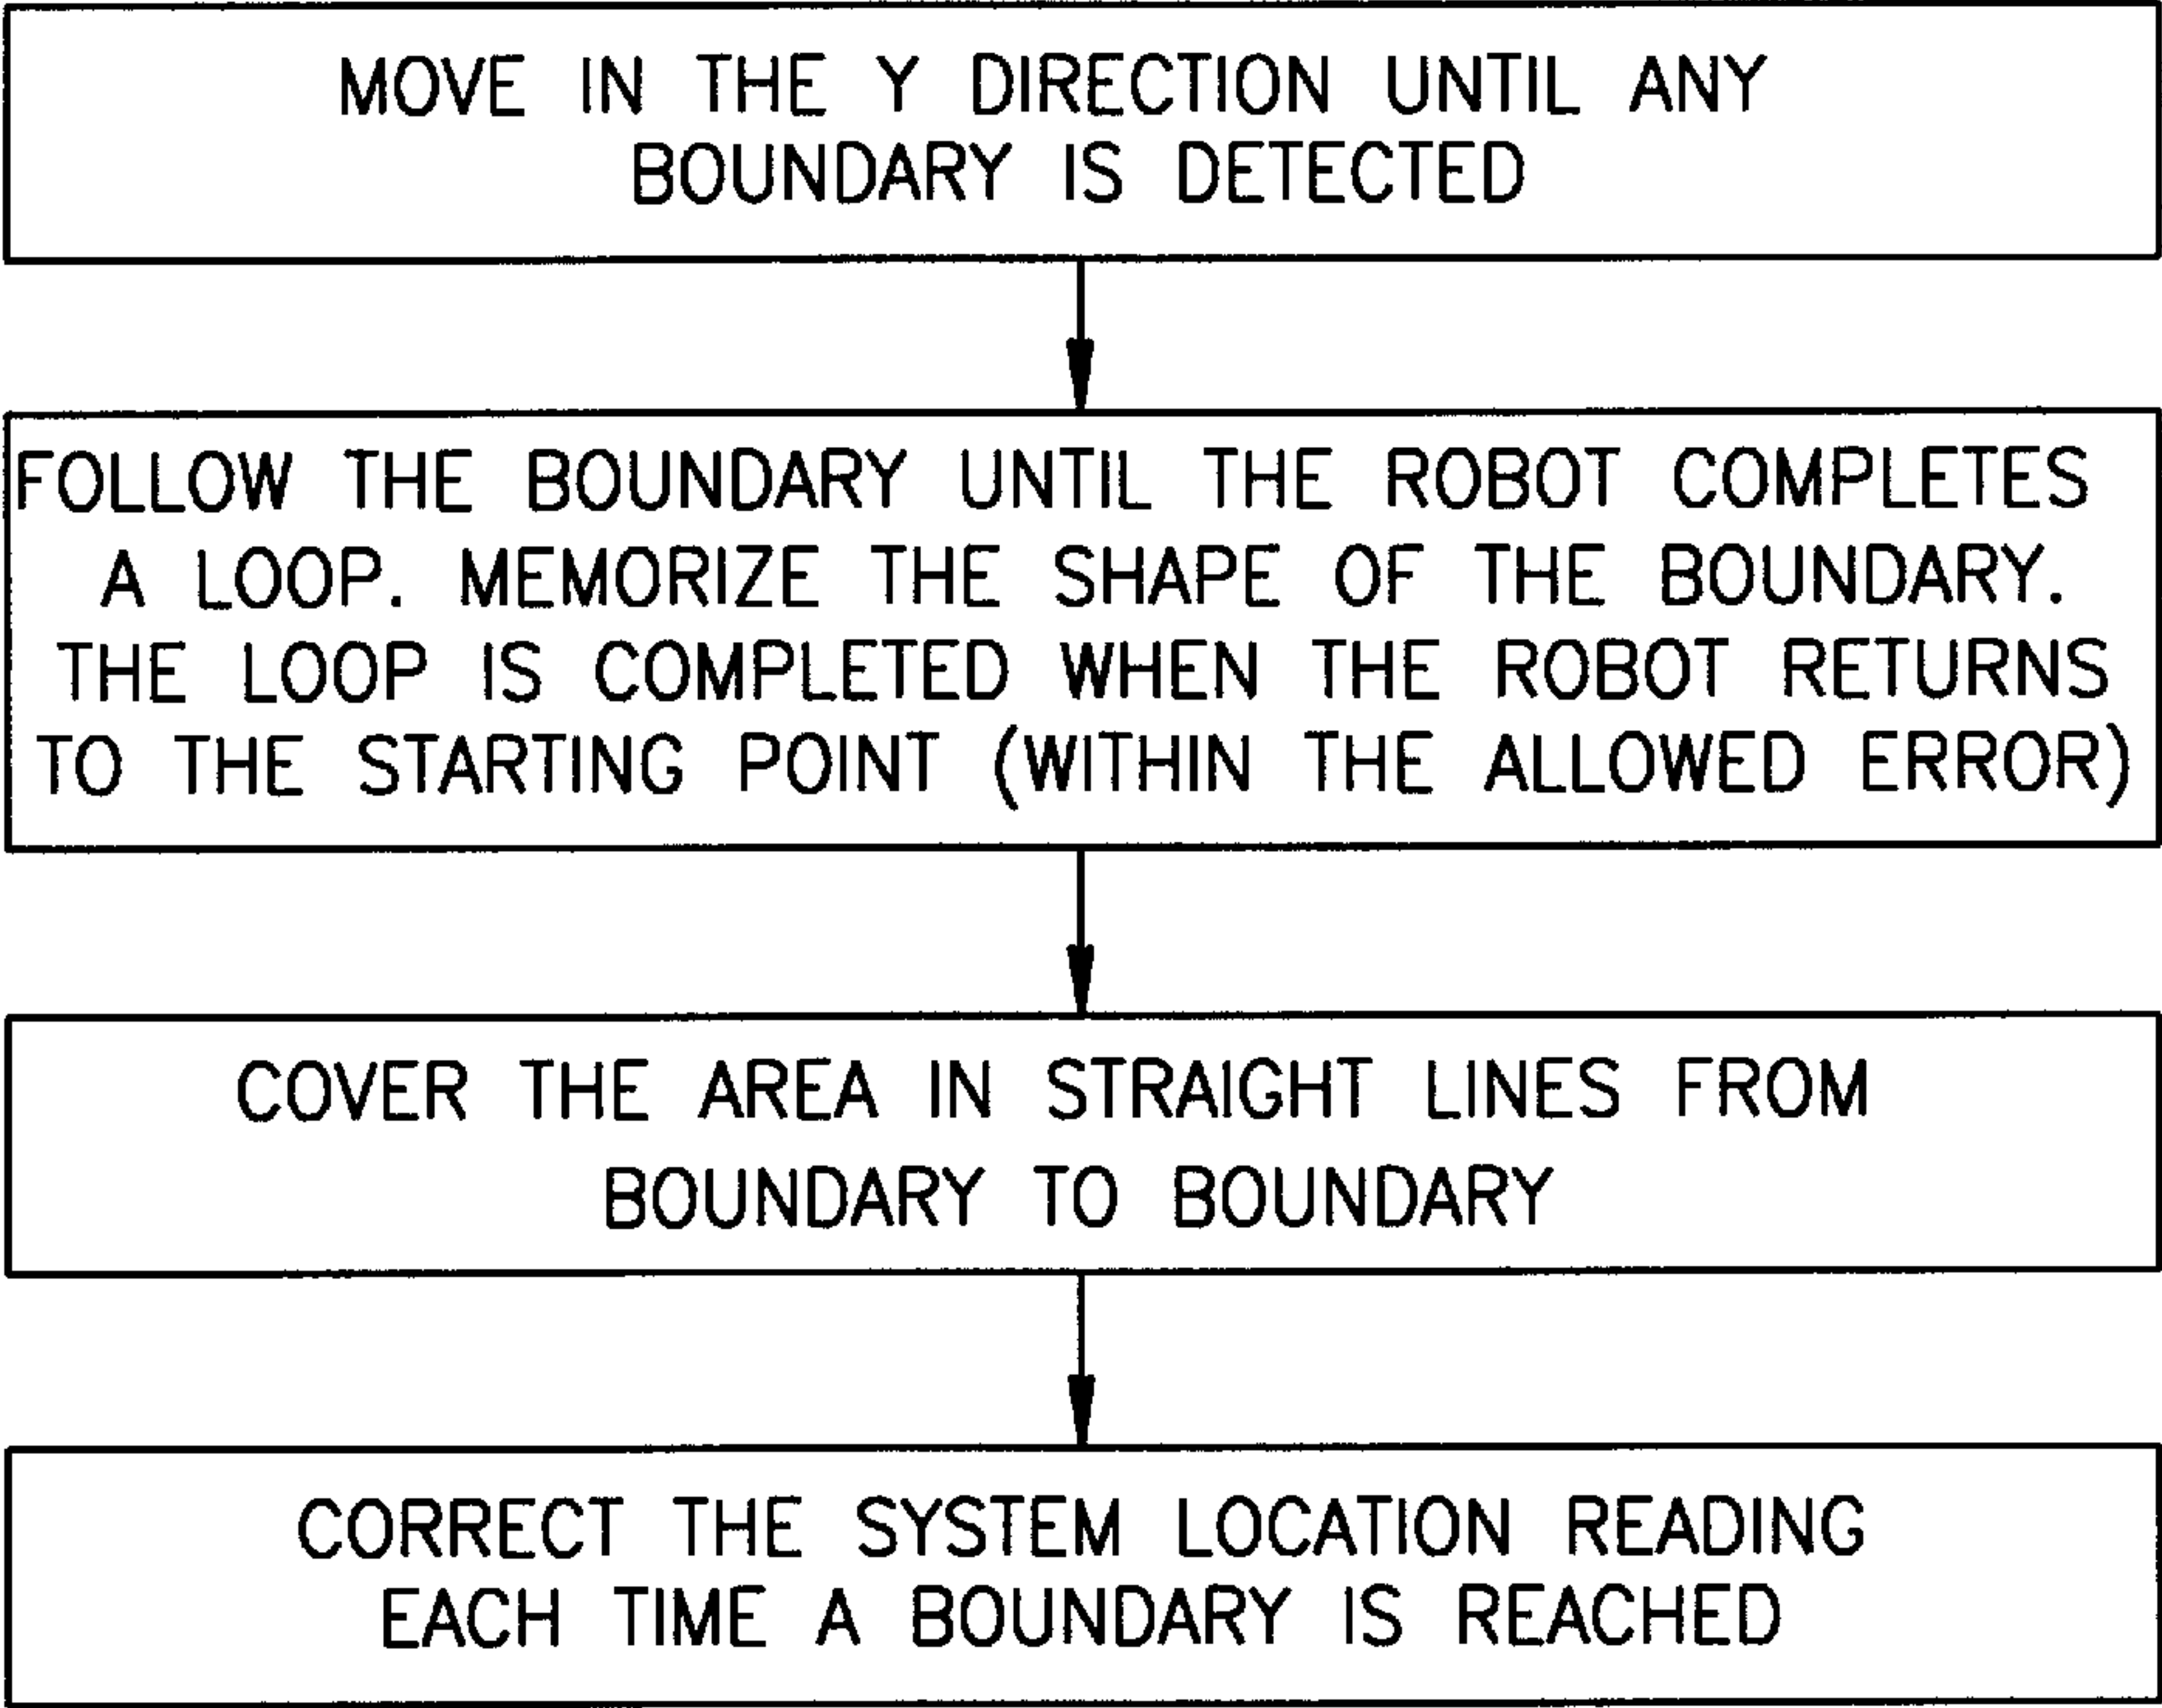 MOVE IN THE Y DIRECTION UNTIL ANY
BOUNDARY IS DETECTED
FOLLOW THE BOUNDARY UNTIL THE ROBOT COMPLETES
A LOOP. MEMORIZE THE SHAPE OF THE BOUNDARY.
THE LOOP IS COMPLETED WHEN THE ROBOT RETURNS
TO THE STARTING POINT (WITHIN THE ALLOWED ERROR)
COVER THE AREA IN STRAIGHT LINES FROM
BOUNDARY TO BOUNDARY
CORRECT THE SYSTEM LOCATION READING
EACH TIME A BOUNDARY IS REACHED